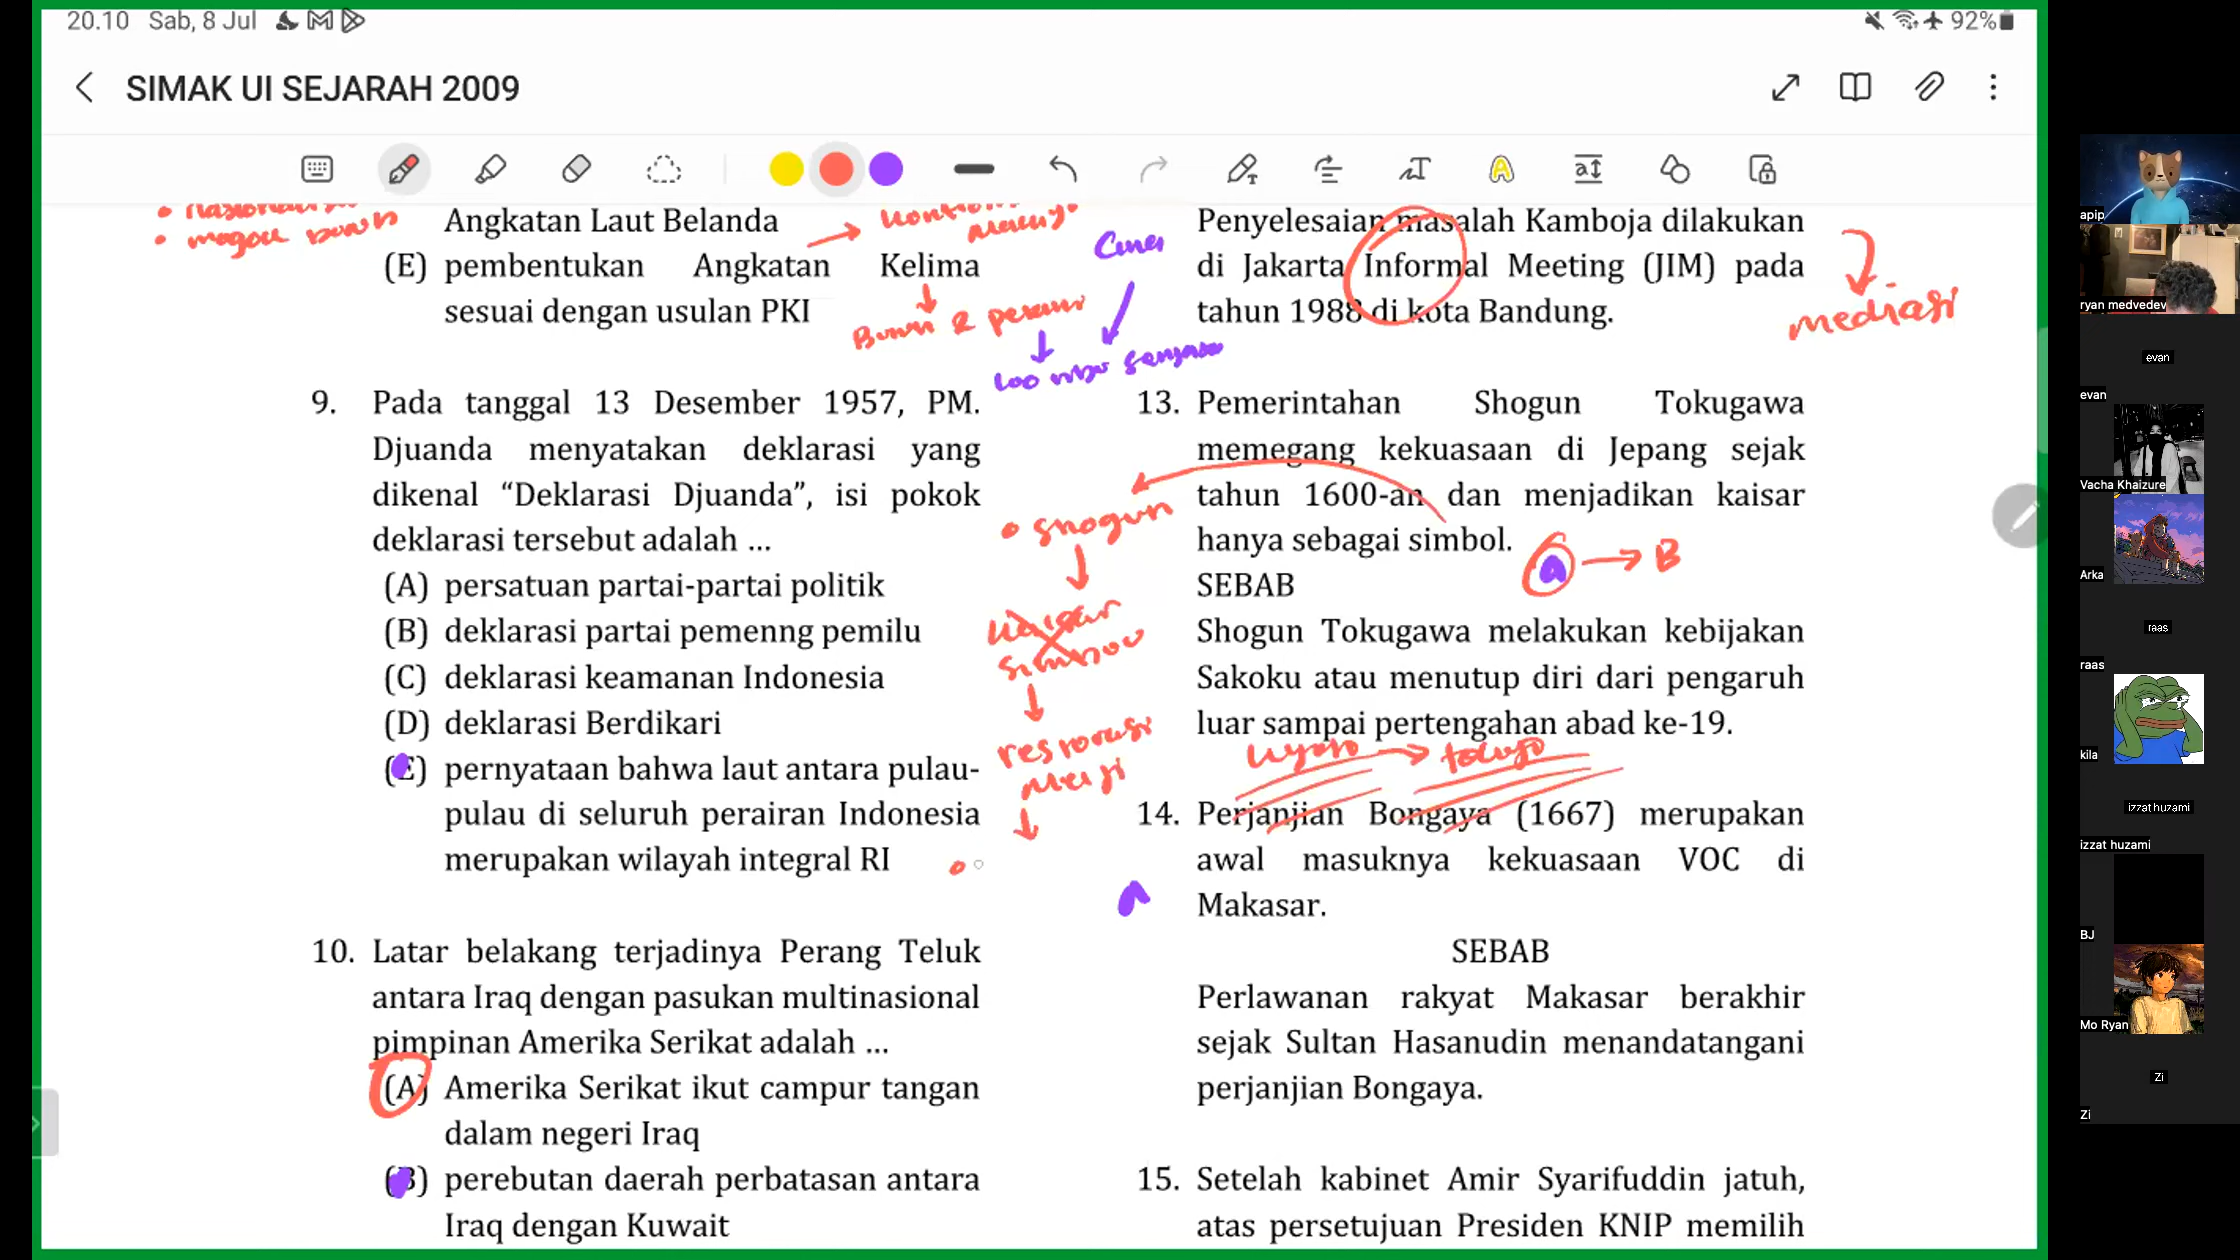 20.10 Sab, 8 Jul
92%
SIMAK UI SEJARAH 2009
Angkatan Laut Belanda
(E) pembentukan Angkatan Kelima
sesuai dengan usulan PKI
9. Pada tanggal 13 Desember 1957, PM.
Djuanda menyatakan deklarasi yang
dikenal “Deklarasi Djuanda”, isi pokok
deklarasi tersebut adalah ...
(A) persatuan partai-partai politik
(B) deklarasi partai pemenng pemilu
(C) deklarasi keamanan Indonesia
(D) deklarasi Berdikari
(E) pernyataan bahwa laut antara pulau-
pulau di seluruh perairan Indonesia
merupakan wilayah integral RI
10. Latar belakang terjadinya Perang Teluk
antara Iraq dengan pasukan multinasional
pimpinan Amerika Serikat adalah ...
(A) Amerika Serikat ikut campur tangan
dalam negeri Iraq
(B) perebutan daerah perbatasan antara
Iraq dengan Kuwait
shogun
restorasi
meiji
Penyelesaian masalah Kamboja dilakukan
di Jakarta Informal Meeting (JIM) pada
tahun 1988 di kota Bandung.
mediasi
13. Pemerintahan Shogun Tokugawa
memegang kekuasaan di Jepang sejak
tahun 1600-an dan menjadikan kaisar
hanya sebagai simbol.
a → B
SEBAB
Shogun Tokugawa melakukan kebijakan
Sakoku atau menutup diri dari pengaruh
luar sampai pertengahan abad ke-19.
kyoto → tokyo
14. Perjanjian Bongaya (1667) merupakan
awal masuknya kekuasaan VOC di
Makasar.
SEBAB
Perlawanan rakyat Makasar berakhir
sejak Sultan Hasanudin menandatangani
perjanjian Bongaya.
15. Setelah kabinet Amir Syarifuddin jatuh,
atas persetujuan Presiden KNIP memilih
apip
ryan medvedev
evan
evan
Vacha Khaizure
Arka
raas
raas
kila
izzat huzami
izzat huzami
BJ
Mo Ryan
Zi
Zi